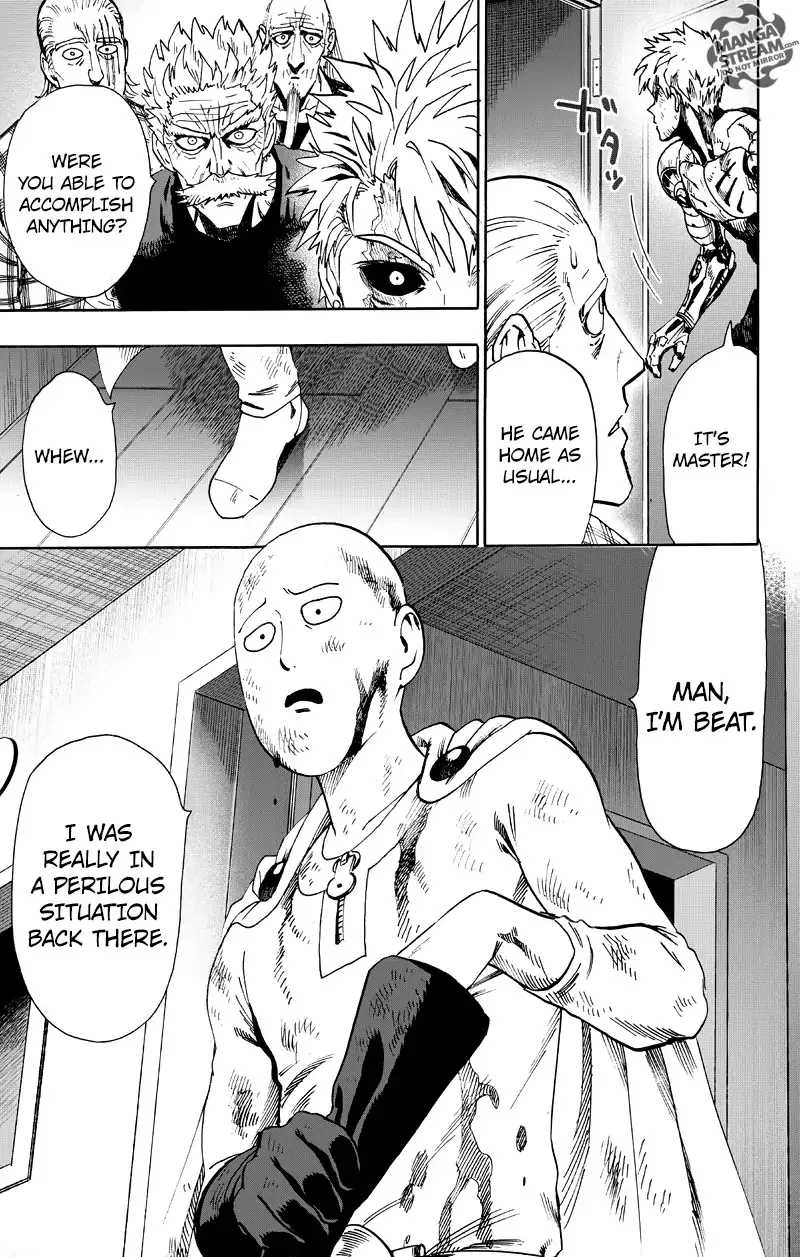 MANGA
STREAM.com
DO NOT MIRROR!
ガタッ
IT'S
MASTER!
HE CAME
HOME AS
USUAL...
WERE
YOU ABLE TO
ACCOMPLISH
ANYTHING?
WHEW...
MAN,
I'M BEAT.
I WAS
REALLY IN
A PERILOUS
SITUATION
BACK THERE.